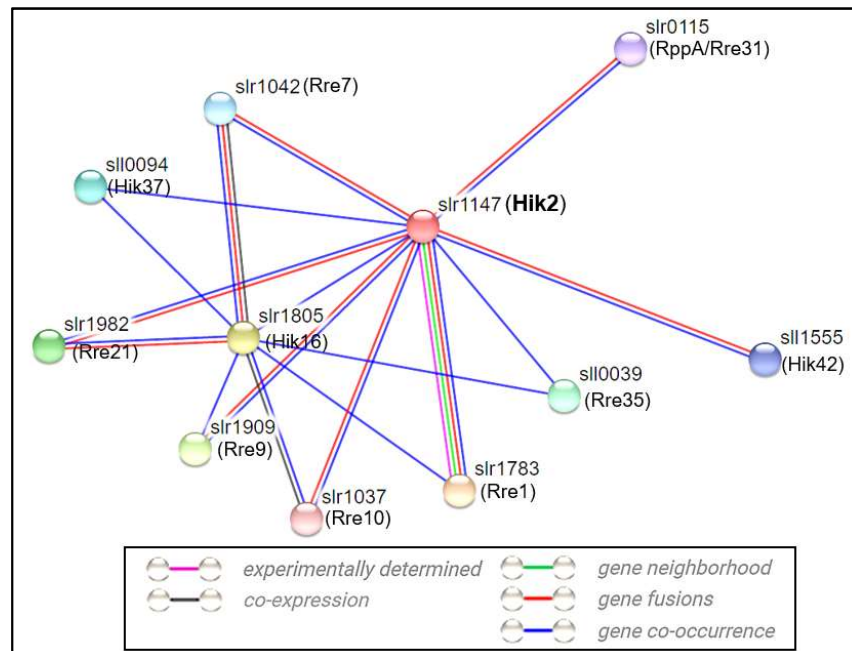 slr0115
(RppA/Rre31)
slr1042 (Rre7)
sll0094
(Hik37)
slr1147 (Hik2)
slr1982
(Rre21)
slr1805
(Hik16)
sll1555
(Hik42)
sll0039
(Rre35)
slr1909
(Rre9)
slr1783
(Rre1)
slr1037
(Rre10)
experimentally determined
co-expression
gene neighborhood
gene fusions
gene co-occurrence